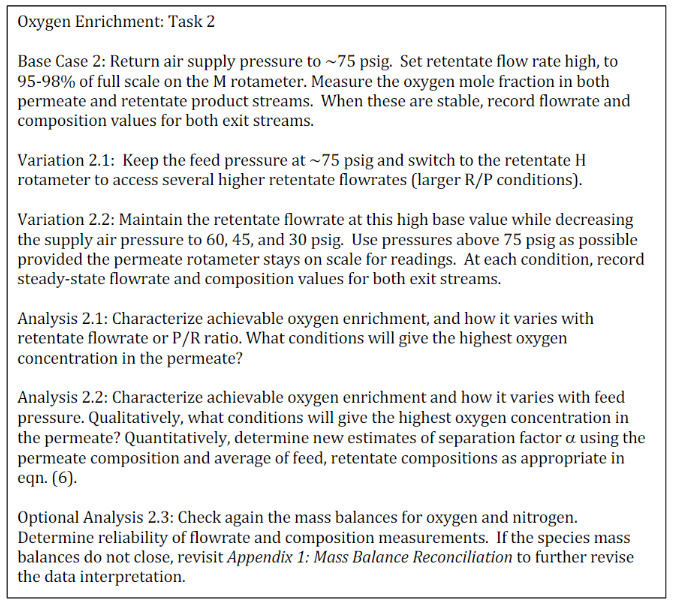 Oxygen Enrichment: Task 2
Base Case 2: Return air supply pressure to ~75 psig. Set retentate flow rate high, to
95-98% of full scale on the M rotameter. Measure the oxygen mole fraction in both
permeate and retentate product streams. When these are stable, record flowrate and
composition values for both exit streams.
Variation 2.1: Keep the feed pressure at ~75 psig and switch to the retentate H
rotameter to access several higher retentate flowrates (larger R/P conditions).
Variation 2.2: Maintain the retentate flowrate at this high base value while decreasing
the supply air pressure to 60, 45, and 30 psig. Use pressures above 75 psig as possible
provided the permeate rotameter stays on scale for readings. At each condition, record
steady-state flowrate and composition values for both exit streams.
Analysis 2.1: Characterize achievable oxygen enrichment, and how it varies with
retentate flowrate or P/R ratio. What conditions will give the highest oxygen
concentration in the permeate?
Analysis 2.2: Characterize achievable oxygen enrichment and how it varies with feed
pressure. Qualitatively, what conditions will give the highest oxygen concentration in
the permeate? Quantitatively, determine new estimates of separation factor α using the
permeate composition and average of feed, retentate compositions as appropriate in
eqn. (6).
Optional Analysis 2.3: Check again the mass balances for oxygen and nitrogen.
Determine reliability of flowrate and composition measurements. If the species mass
balances do not close, revisit Appendix 1: Mass Balance Reconciliation to further revise
the data interpretation.